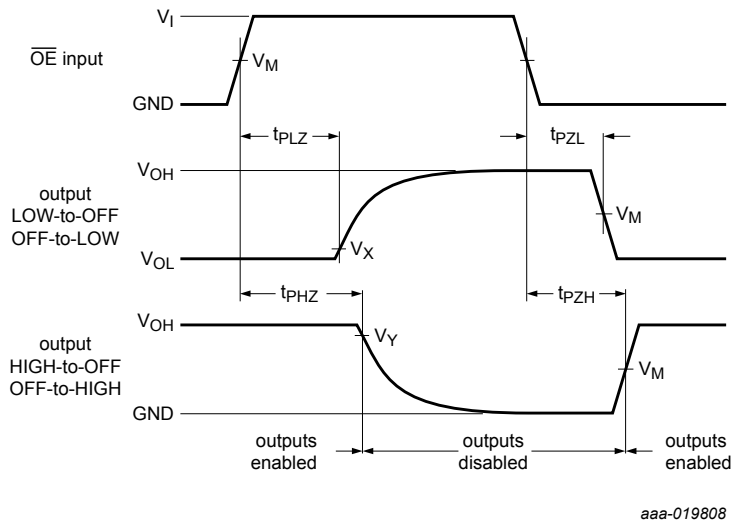 V_I
O̅E̅ input
V_M
GND
t_PLZ
t_PZL
V_OH
output
LOW-to-OFF
OFF-to-LOW
V_M
V_X
V_OL
t_PHZ
t_PZH
V_OH
output
HIGH-to-OFF
OFF-to-HIGH
V_Y
V_M
GND
outputs
enabled
outputs
disabled
outputs
enabled
aaa-019808